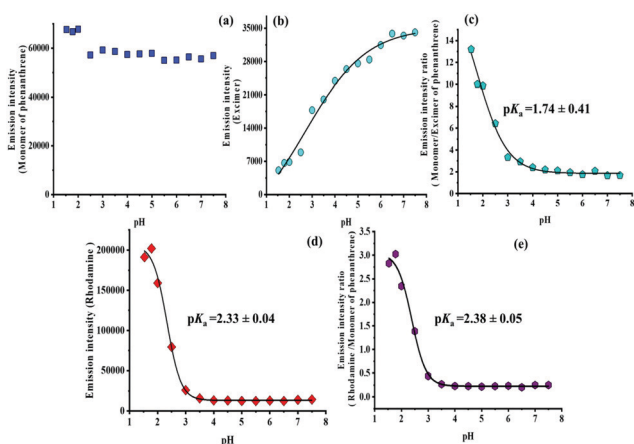 (a)
Emission intensity
(Monomer of phenanthrene)
60000
40000
20000
0
1 2 3 4 5 6 7 8
pH
(b)
Emission intensity
(Excimer)
35000
28000
21000
14000
7000
0
1 2 3 4 5 6 7 8
pH
(c)
Emission intensity ratio
( Monomer/Excimer of phenanthrene)
14
12
10
8
6
4
2
0
pKa =1.74 ± 0.41
1 2 3 4 5 6 7 8
pH
(d)
Emission intensity (Rhodamine )
200000
150000
100000
50000
0
pKa =2.33 ± 0.04
1 2 3 4 5 6 7 8
pH
(e)
Emission intensity ratio
( Rhodamine /Monomer of phenanthrene)
3.0
2.5
2.0
1.5
1.0
0.5
0.0
pKa =2.38 ± 0.05
1 2 3 4 5 6 7 8
pH